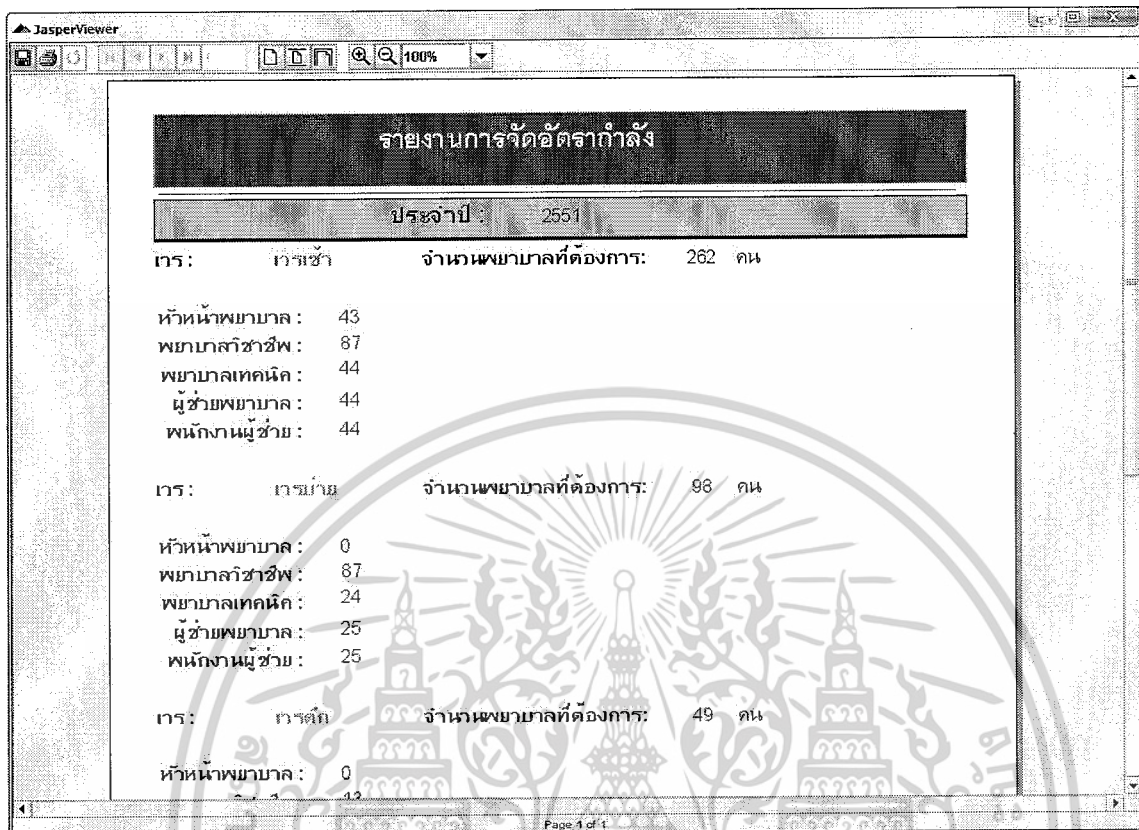 JasperViewer
100%
รายงานการจัดอัตรากำลัง
ประจำปี : 2551
เวร : เวรเช้า จำนวนพยาบาลที่ต้องการ: 262 คน
หัวหน้าพยาบาล : 43
พยาบาลวิชาชีพ : 87
พยาบาลเทคนิค : 44
ผู้ช่วยพยาบาล : 44
พนักงานผู้ช่วย : 44
เวร : เวรบ่าย จำนวนพยาบาลที่ต้องการ: 98 คน
หัวหน้าพยาบาล : 0
พยาบาลวิชาชีพ : 87
พยาบาลเทคนิค : 24
ผู้ช่วยพยาบาล : 25
พนักงานผู้ช่วย : 25
เวร : เวรดึก จำนวนพยาบาลที่ต้องการ: 49 คน
หัวหน้าพยาบาล : 0
Page 1 of 1